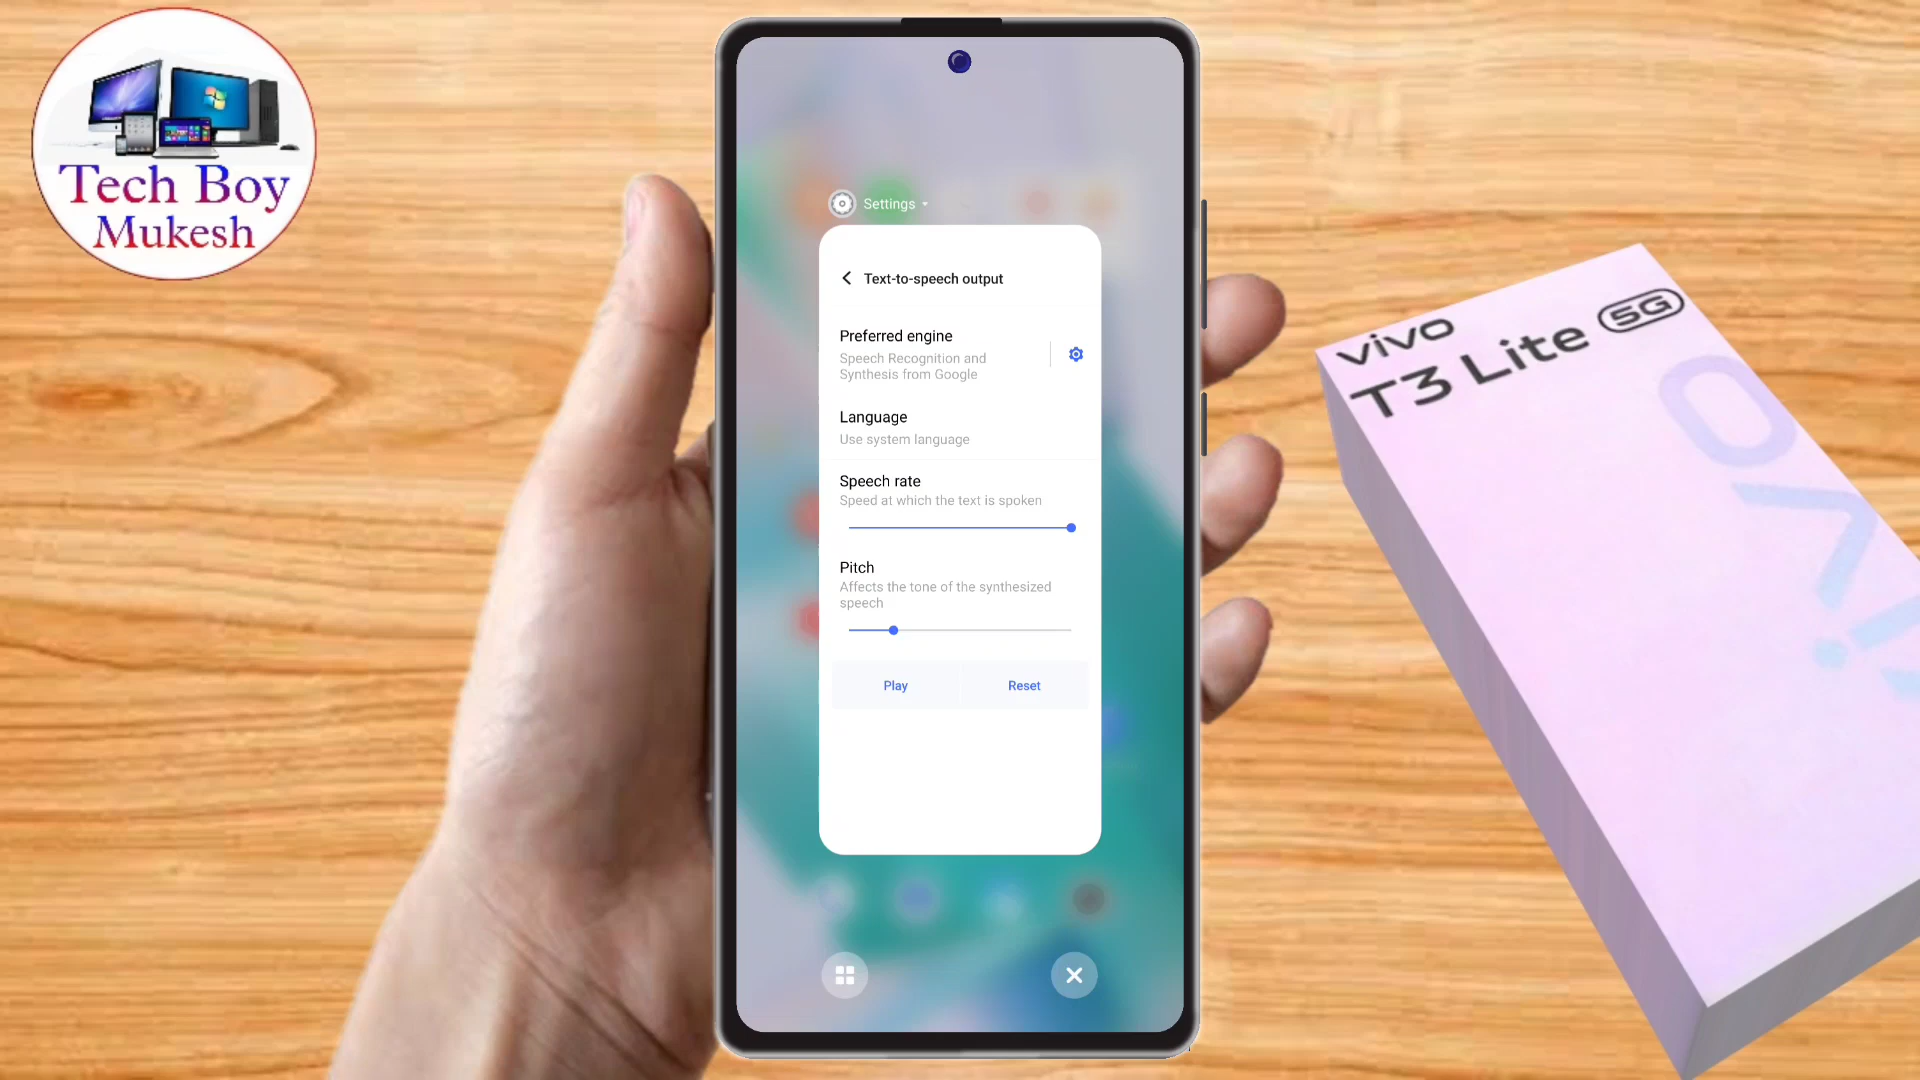 Tech Boy
Mukesh
Settings
Text-to-speech output
Preferred engine
Speech Recognition and
Synthesis from Google
Language
Use system language
Speech rate
Speed at which the text is spoken
Pitch
Affects the tone of the synthesized
speech
Play
Reset
vivo
T3 Lite 5G